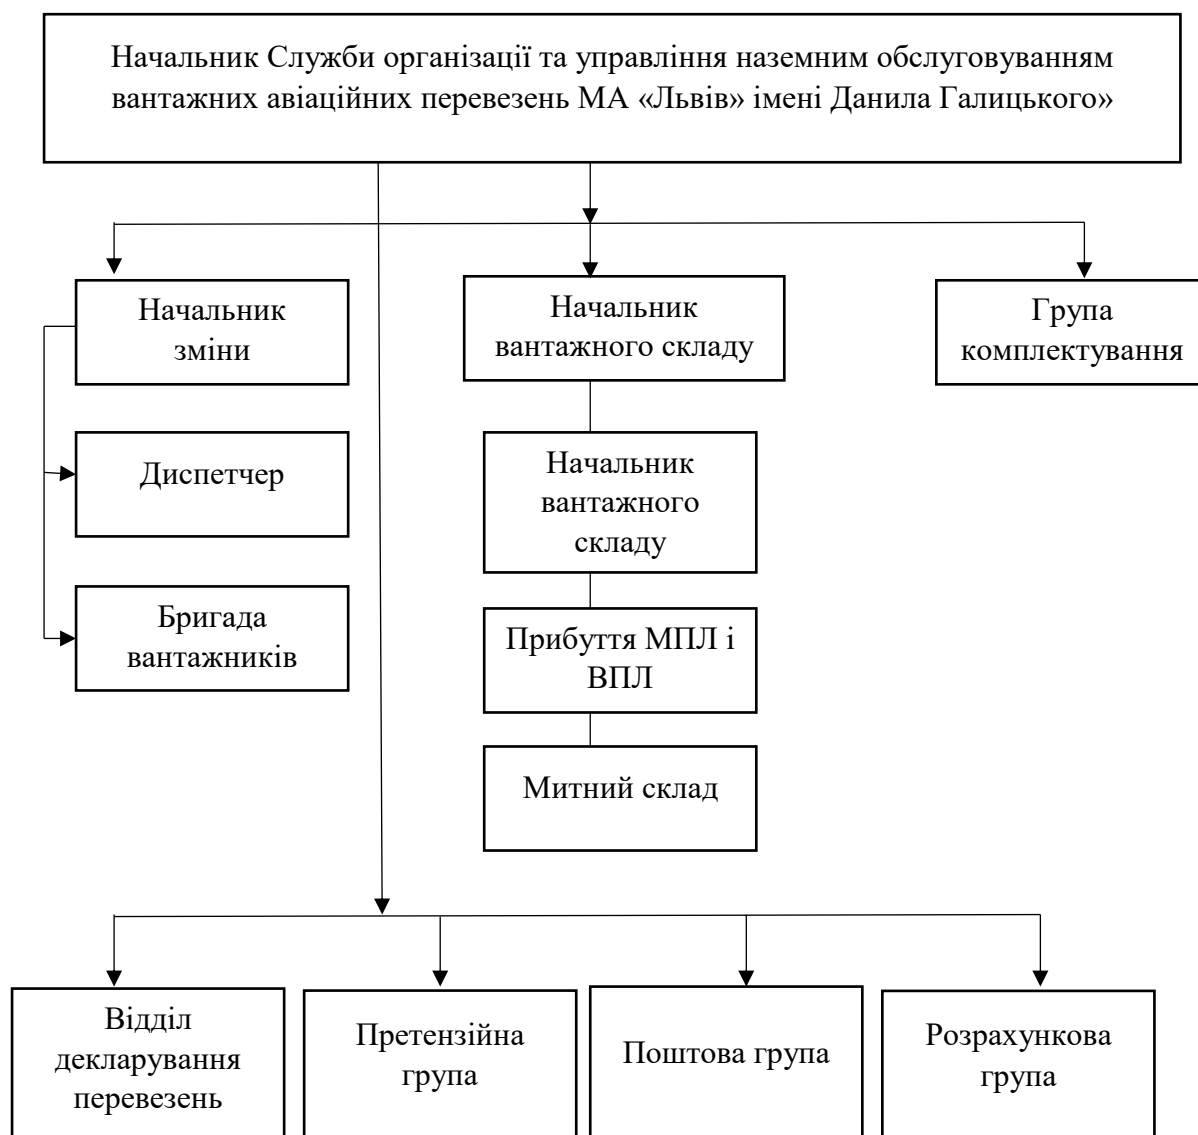 Начальник Служби організації та управління наземним обслуговуванням
вантажних авіаційних перевезень МА «Львів» імені Данила Галицького»
Начальник
зміни
Начальник
вантажного складу
Група
комплектування
Диспетчер
Начальник
вантажного
складу
Бригада
вантажників
Прибуття МПЛ і
ВПЛ
Митний склад
Відділ
декларування
перевезень
Претензійна
група
Поштова група
Розрахункова
група